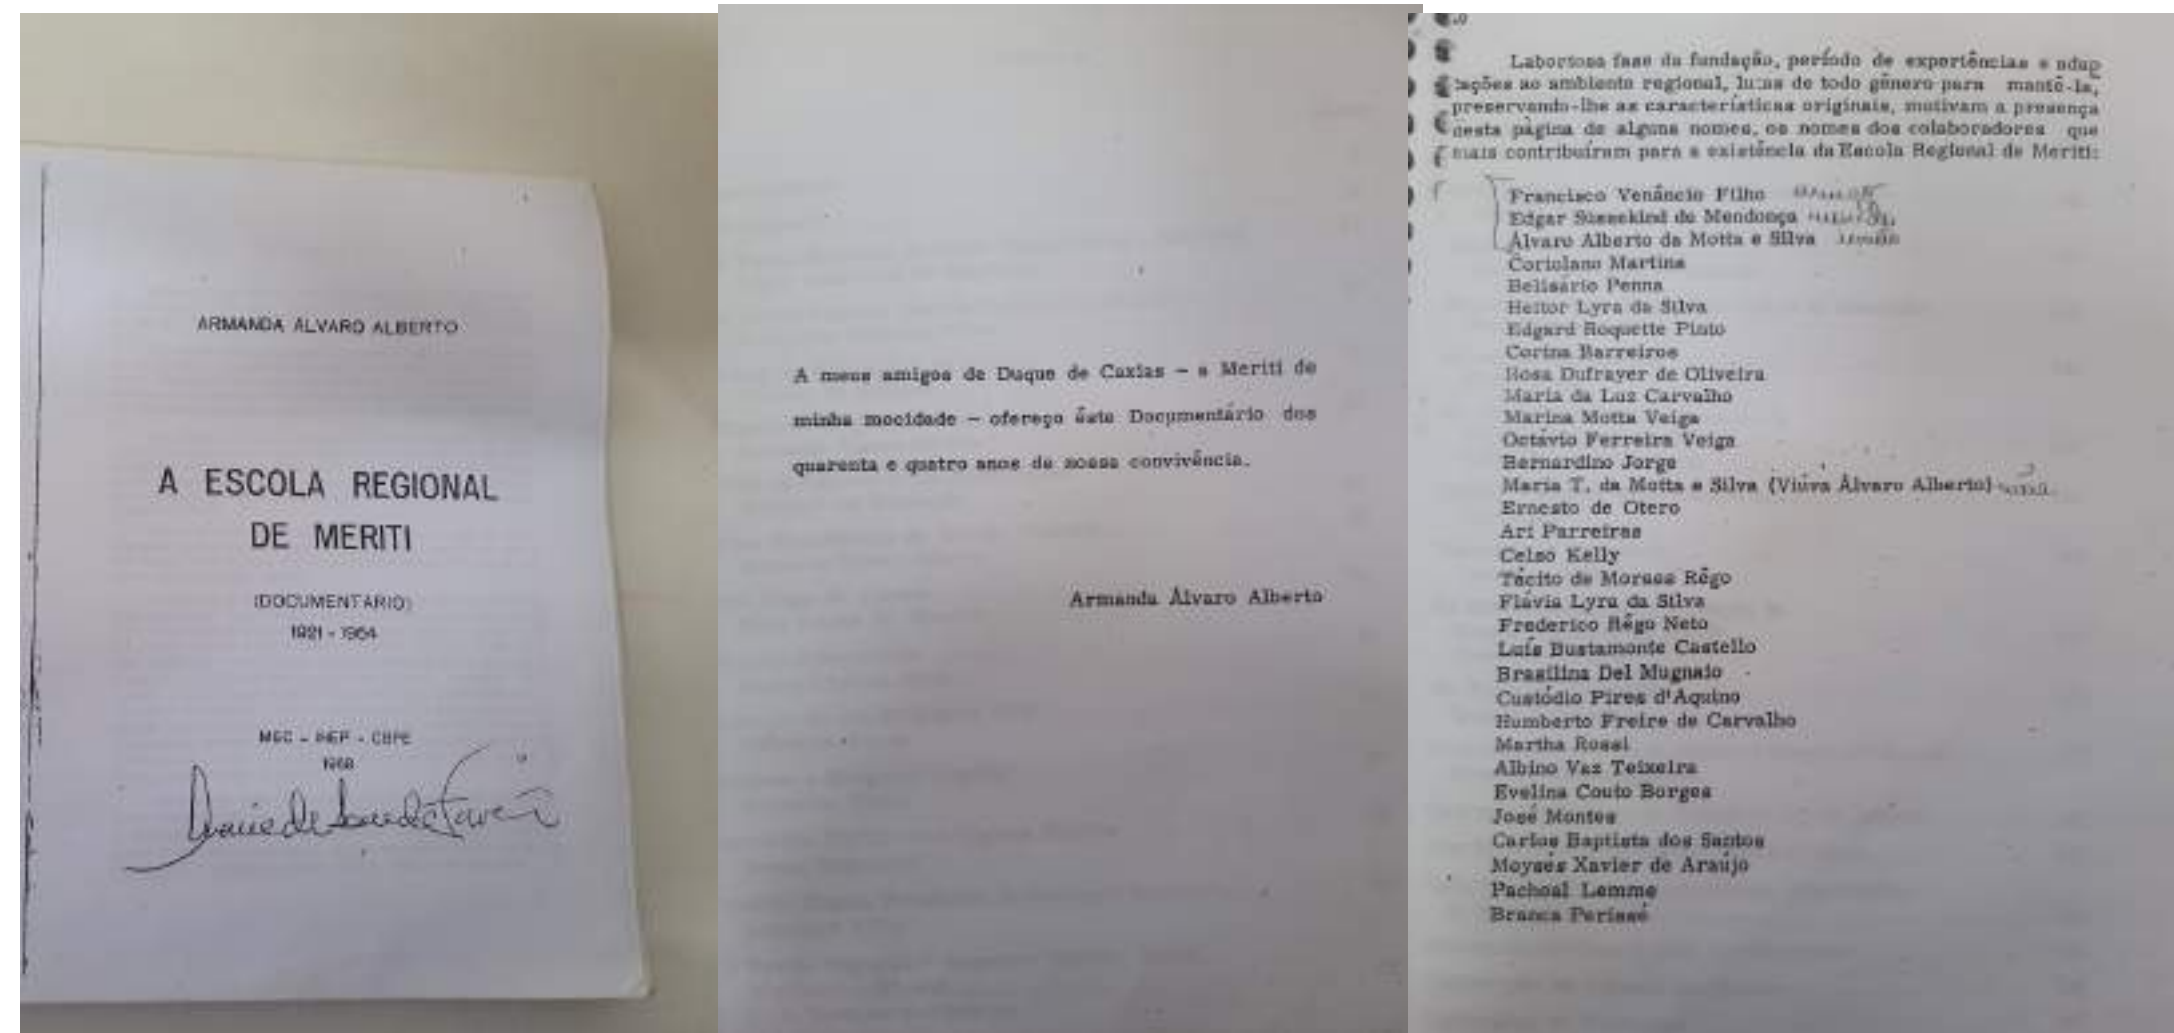 ARMANDA ÁLVARO ALBERTO
A ESCOLA REGIONAL
DE MERITI
(DOCUMENTÁRIO)
1921 - 1964
MEC - INEP - CBPE
1968
A meus amigos de Duque de Caxias — a Meriti de
minha mocidade — ofereço êste Documentário dos
quarenta e quatro anos de nossa convivência.
Armanda Álvaro Alberto
Laboriosa fase da fundação, período de experiências e adap
tações ao ambiente regional, lutas de todo gênero para mantê-la,
preservando-lhe as características originais, motivam a presença
nesta página de alguns nomes, os nomes dos colaboradores que
mais contribuíram para a existência da Escola Regional de Meriti:
Francisco Venâncio Filho
Edgar Sussekind de Mendonça
Álvaro Alberto da Motta e Silva irmão
Coriolano Martins
Belisário Penna
Heitor Lyra da Silva
Edgard Roquette Pinto
Corina Barreiros
Rosa Dufrayer de Oliveira
Maria da Luz Carvalho
Marina Motta Veiga
Octávio Ferreira Veiga
Bernardino Jorge
Maria T. da Motta e Silva (Viúva Álvaro Alberto)
Ernesto de Otero
Ari Parreiras
Celso Kelly
Tácito de Moraes Rêgo
Flávia Lyra da Silva
Frederico Rêgo Neto
Luís Bustamonte Castello
Brasilina Del Mugnaio
Custódio Pires d'Aquino
Humberto Freire de Carvalho
Martha Rossi
Albino Vaz Teixeira
Evelina Couto Borges
José Montes
Carlos Baptista dos Santos
Moysés Xavier de Araújo
Pachoal Lemme
Branca Perissé